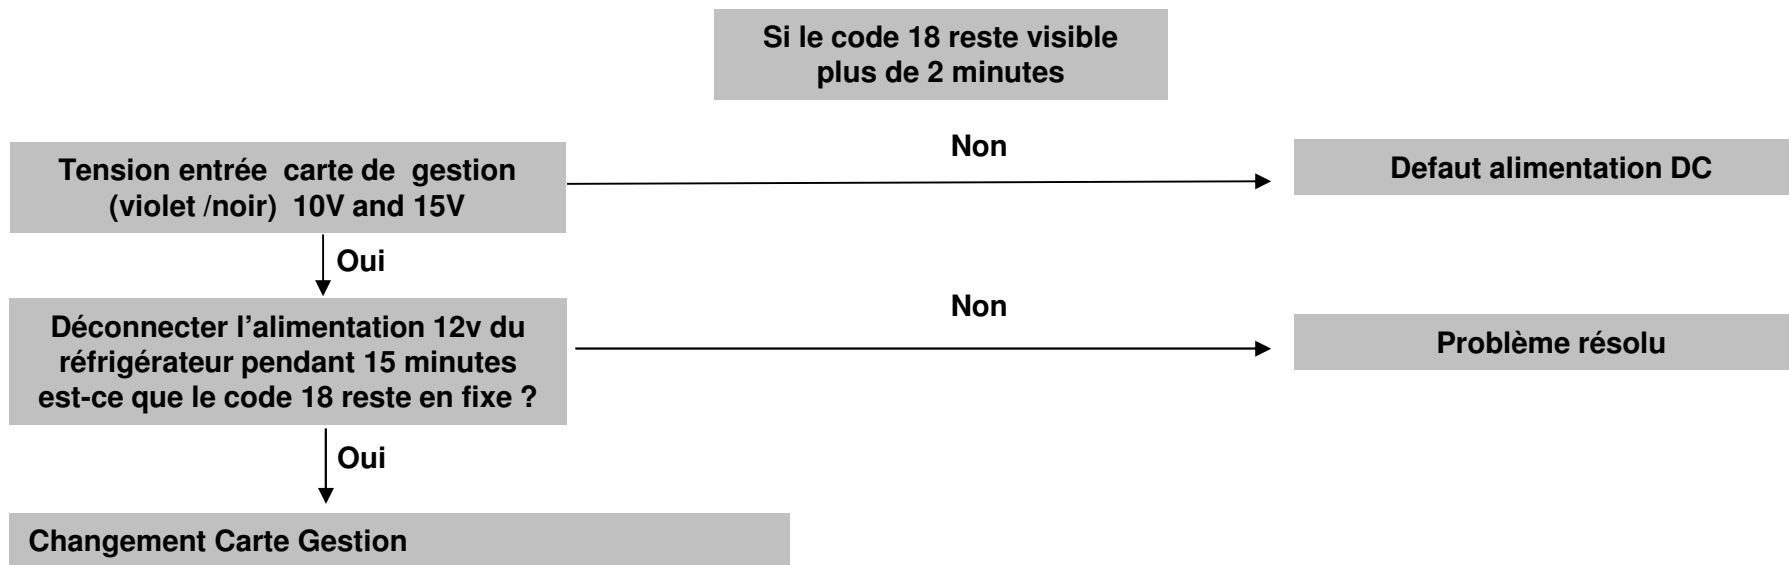 Si le code 18 reste visible
plus de 2 minutes
Non
Tension entrée carte de gestion
(violet /noir) 10V and 15V
Defaut alimentation DC
Oui
Non
Déconnecter l’alimentation 12v du
réfrigérateur pendant 15 minutes
est-ce que le code 18 reste en fixe ?
Problème résolu
Oui
Changement Carte Gestion